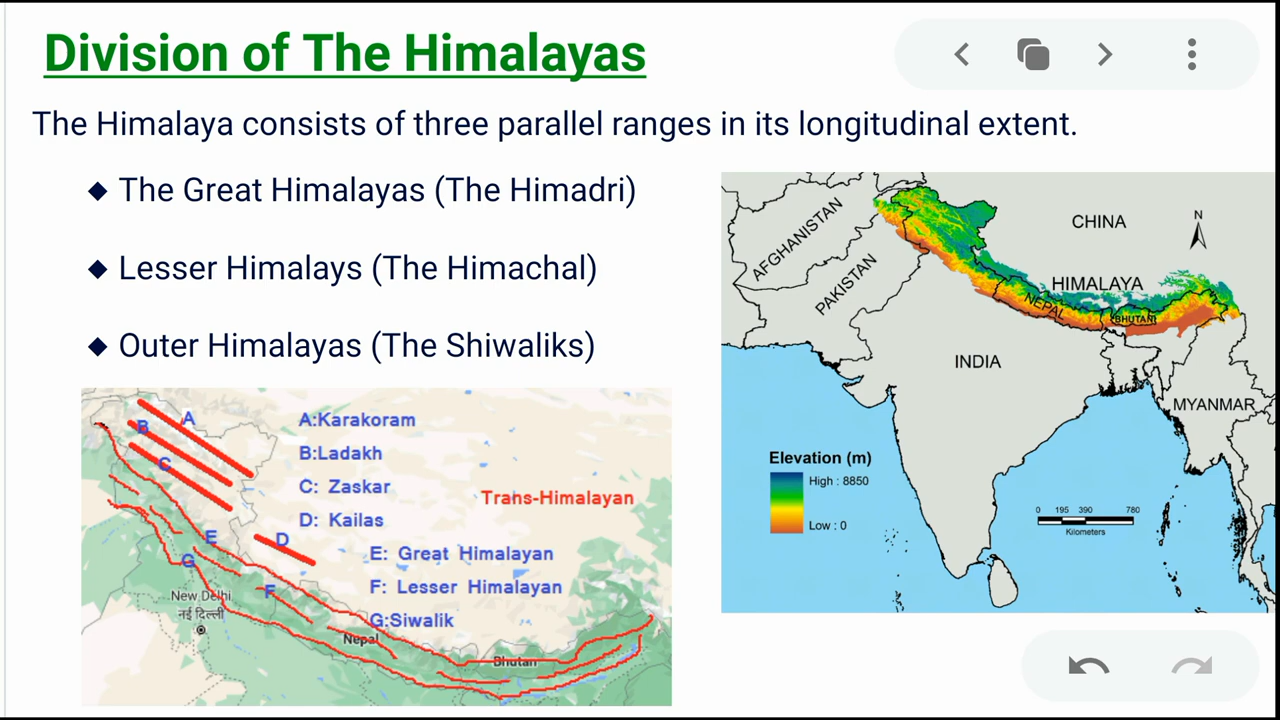 Division of The Himalayas
The Himalaya consists of three parallel ranges in its longitudinal extent.
◆ The Great Himalayas (The Himadri)
◆ Lesser Himalays (The Himachal)
◆ Outer Himalayas (The Shiwaliks)
A
B
C
D
E
F
G
A:Karakoram
B:Ladakh
C: Zaskar
D: Kailas
Trans-Himalayan
E: Great Himalayan
F: Lesser Himalayan
G:Siwalik
New Delhi
नई दिल्ली
Nepal
Bhutan
AFGHANISTAN
PAKISTAN
CHINA
N
HIMALAYA
NEPAL
BHUTAN
INDIA
MYANMAR
Elevation (m)
High : 8850
Low : 0
0 195 390 780
Kilometers